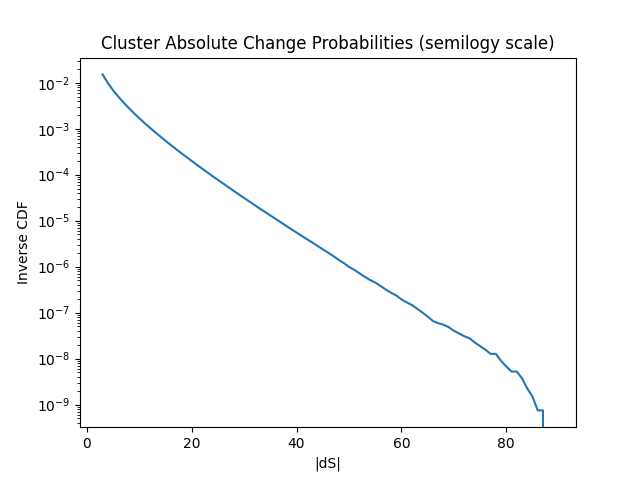 Cluster Absolute Change Probabilities (semilogy scale)
Inverse CDF
10⁻²
10⁻³
10⁻⁴
10⁻⁵
10⁻⁶
10⁻⁷
10⁻⁸
10⁻⁹
0 20 40 60 80
|dS|